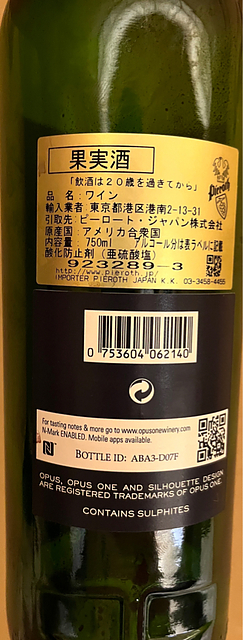 Pieroth
果実酒
「飲酒は20歳を過ぎてから」
品 名:ワイン
輸入業者:東京都港区港南2-13-31
引取先:ピーロート・ジャパン株式会社
原産国:アメリカ合衆国
内容量:750ml アルコール分は表ラベルに記載
酸化防止剤(亜硫酸塩)
923289-3
http://www.pieroth.jp/
IMPORTER PIEROTH JAPAN K.K. 03-3458-4455
0 753604 062140
For tasting notes & more go to www.opusonewinery.com
N-Mark ENABLED. Mobile apps available.
BOTTLE ID: ABA3-D07F
OPUS, OPUS ONE AND SILHOUETTE DESIGN
ARE REGISTERED TRADEMARKS OF OPUS ONE.
CONTAINS SULPHITES